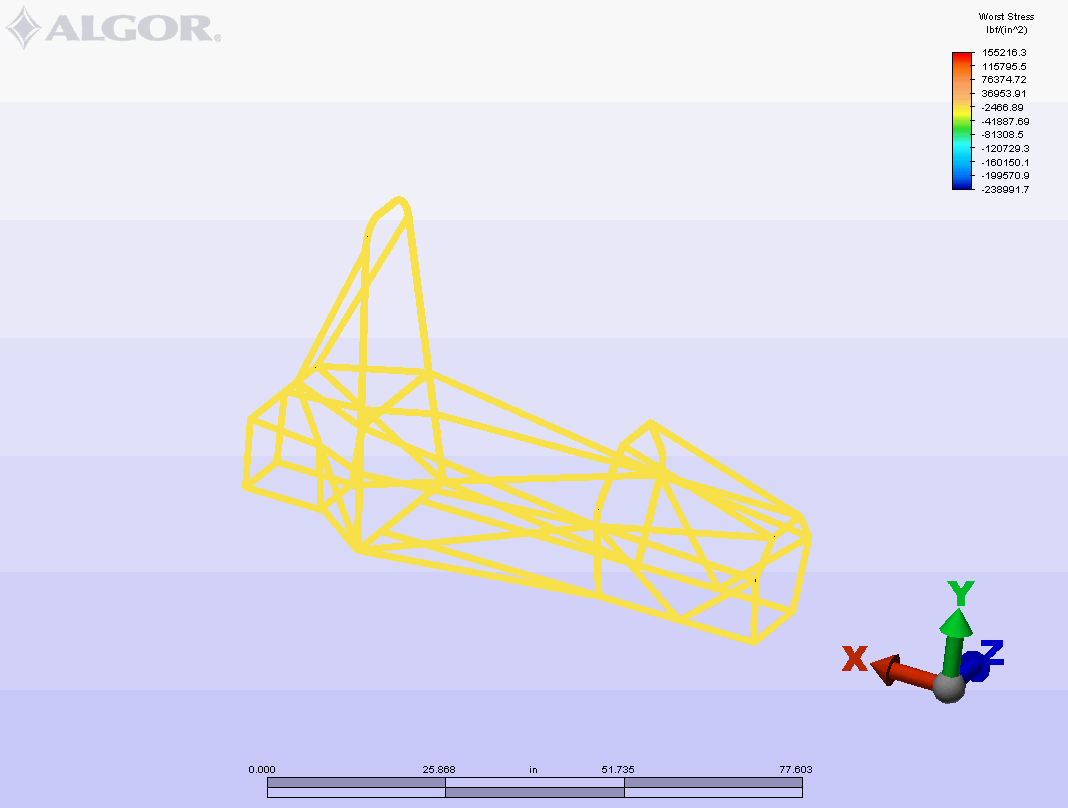 ALGOR®
Worst Stress
lbf/(in^2)
155216.3
115795.5
76374.72
36953.91
-2466.89
-41887.69
-81308.5
-120729.3
-160150.1
-199570.9
-238991.7
Y
X
Z
0.000 25.868 in 51.735 77.603